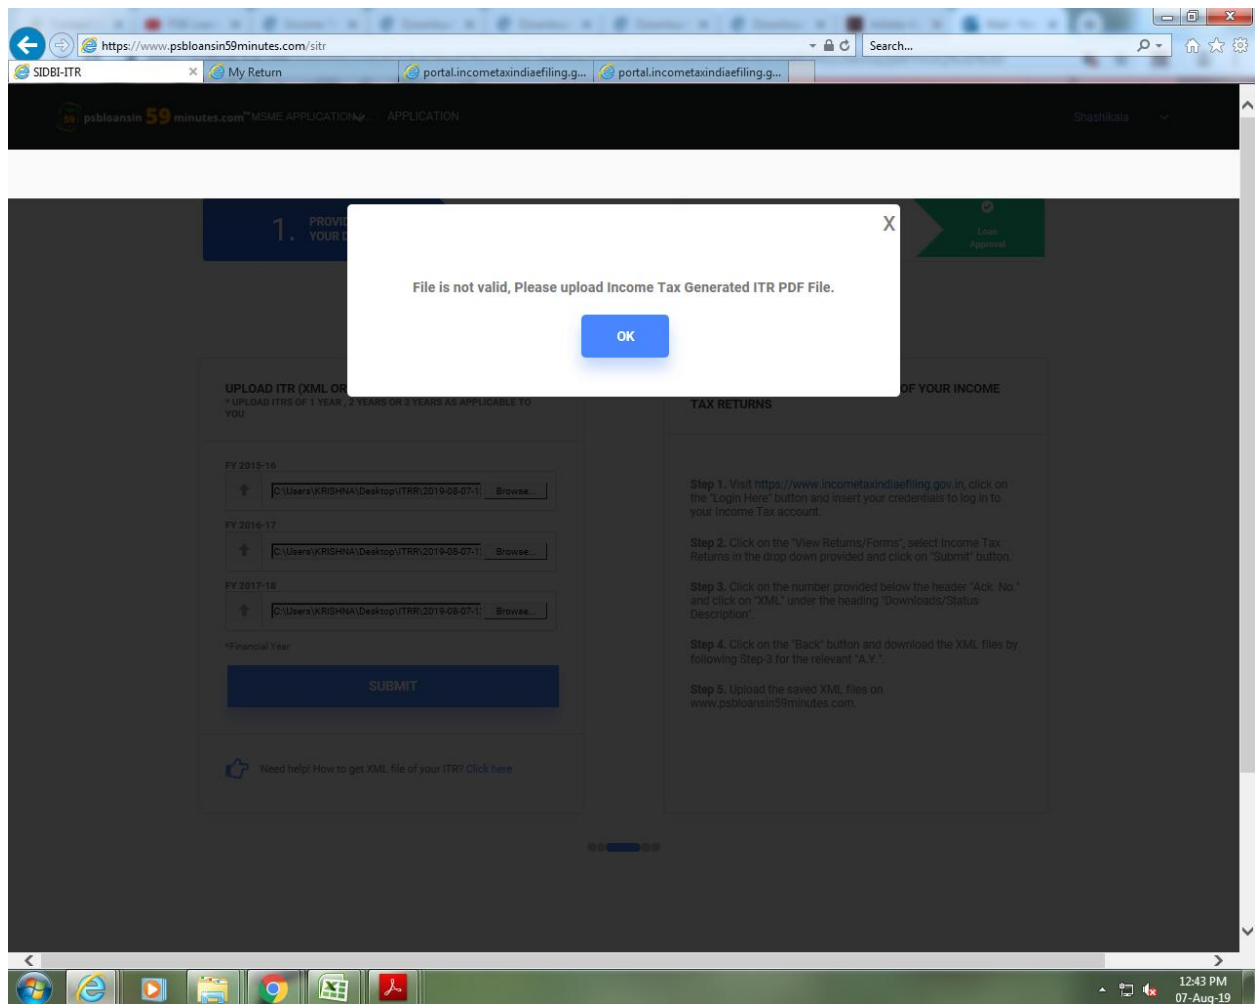 https://www.psbloansin59minutes.com/sitr
Search...
SIDBI-ITR
My Return
portal.incometaxindiaefiling.g...
portal.incometaxindiaefiling.g...
psbloansin 59 minutes.com™
MSME APPLICATION
APPLICATION
Shashikala
1.
PROVID
YOUR D
X
Loan
Approval
File is not valid, Please upload Income Tax Generated ITR PDF File.
OK
UPLOAD ITR (XML OR
* UPLOAD ITRS OF 1 YEAR , 2 YEARS OR 3 YEARS AS APPLICABLE TO
YOU
FY 2015-16
C:\Users\KRISHNA\Desktop\ITRR\2019-08-07-1
Browse...
FY 2016-17
C:\Users\KRISHNA\Desktop\ITRR\2019-08-07-1
Browse...
FY 2017-18
C:\Users\KRISHNA\Desktop\ITRR\2019-08-07-1
Browse...
*Financial Year
SUBMIT
Need help! How to get XML file of your ITR? Click here
OF YOUR INCOME
TAX RETURNS
Step 1. Visit https://www.incometaxindiaefiling.gov.in, click on
the "Login Here" button and insert your credentials to log in to
your Income Tax account.
Step 2. Click on the "View Returns/Forms", select Income Tax
Returns in the drop down provided and click on "Submit" button.
Step 3. Click on the number provided below the header "Ack. No."
and click on "XML" under the heading "Downloads/Status
Description".
Step 4. Click on the "Back" button and download the XML files by
following Step-3 for the relevant "A.Y.".
Step 5. Upload the saved XML files on
www.psbloansin59minutes.com.
12:43 PM
07-Aug-19